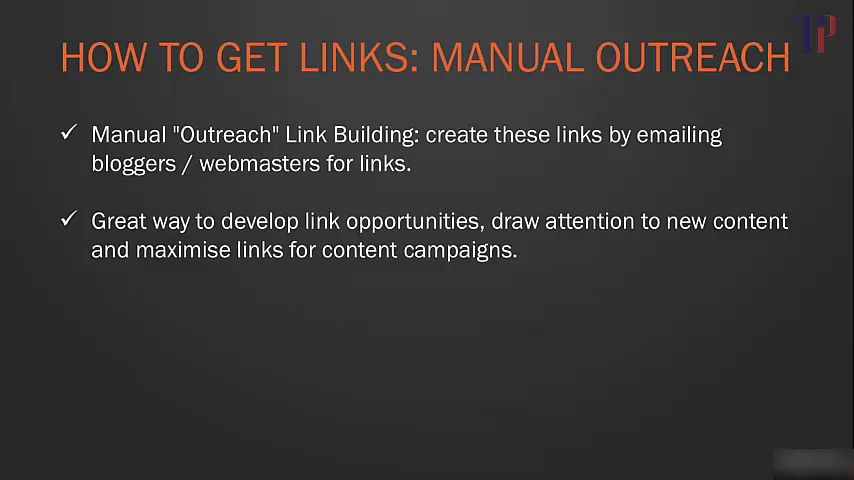 HOW TO GET LINKS: MANUAL OUTREACH
TP
✓ Manual "Outreach" Link Building: create these links by emailing
bloggers / webmasters for links.
✓ Great way to develop link opportunities, draw attention to new content
and maximise links for content campaigns.